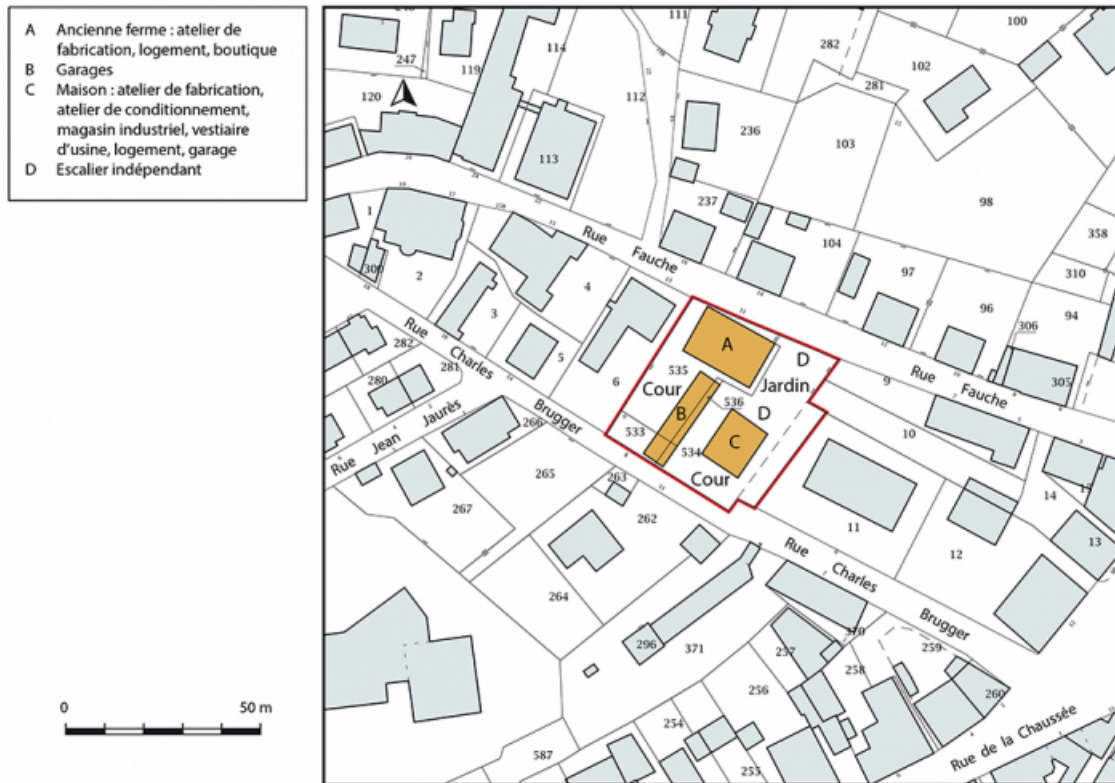 A Ancienne ferme : atelier de
fabrication, logement, boutique
B Garages
C Maison : atelier de fabrication,
atelier de conditionnement,
magasin industriel, vestiaire
d'usine, logement, garage
D Escalier indépendant
0 50 m
247
119
114
111
282
100
102
281
120
112
236
103
113
98
237
1
2
300
Rue Fauche
104
358
310
97
96
94
3
4
306
Rue Charles Brugger
282
281
280
5
6
A
D
535
Jardin
Cour
536
B
D
533
C
534
Cour
9
Rue Fauche
305
10
Rue Jean Jaurès
266
265
267
263
262
264
11
12
14
13
Rue Charles Brugger
296
371
370
257
258
259
260
256
254
255
587
Rue de la Chaussée